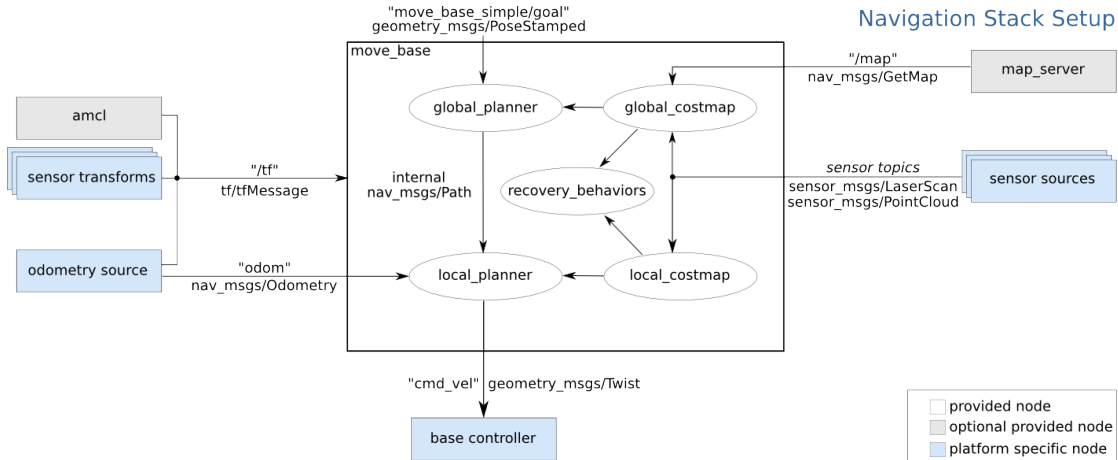 Navigation Stack Setup
"move_base_simple/goal"
geometry_msgs/PoseStamped
move_base
"/map"
nav_msgs/GetMap
map_server
global_planner
global_costmap
amcl
sensor transforms
"/tf"
tf/tfMessage
internal
nav_msgs/Path
recovery_behaviors
sensor topics
sensor_msgs/LaserScan
sensor_msgs/PointCloud
sensor sources
odometry source
"odom"
nav_msgs/Odometry
local_planner
local_costmap
"cmd_vel" geometry_msgs/Twist
base controller
provided node
optional provided node
platform specific node